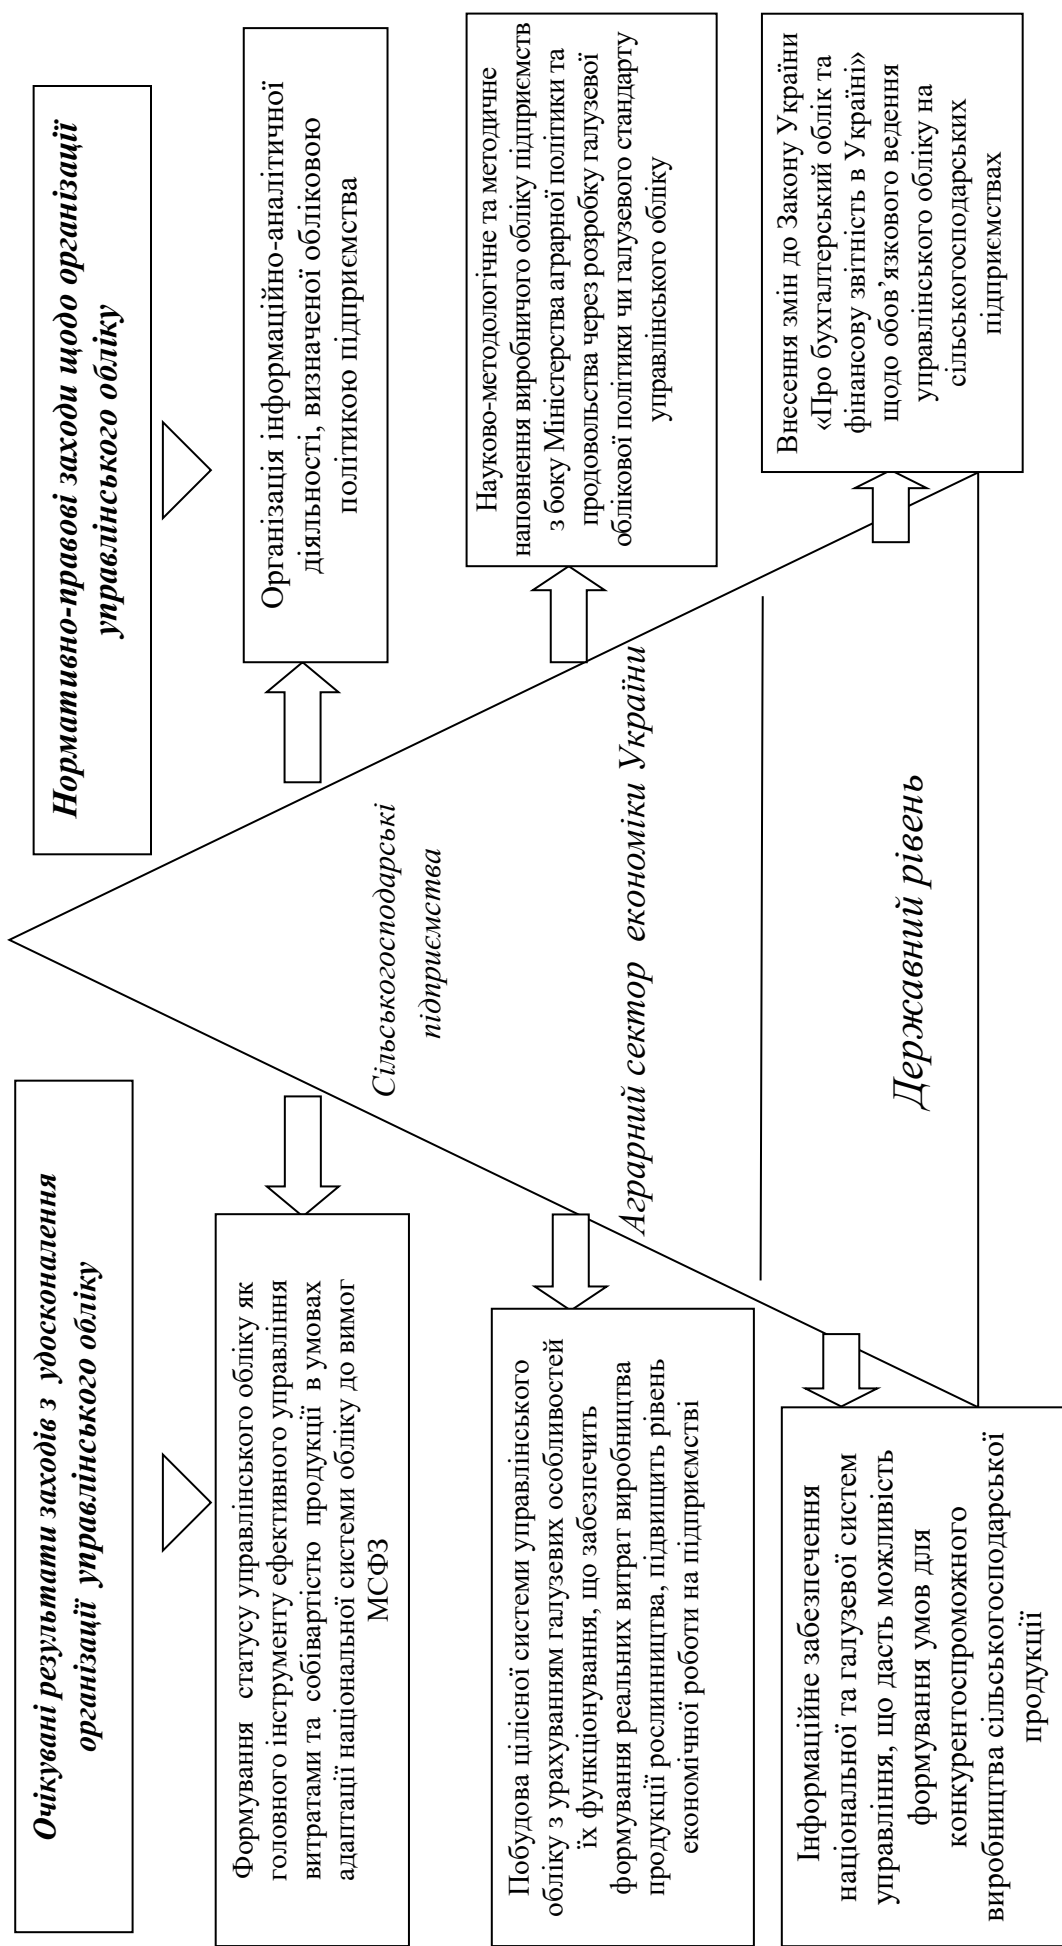 Очікувані результати заходів з удосконалення
організації управлінського обліку
Нормативно-правові заходи щодо організації
управлінського обліку
Формування статусу управлінського обліку як
головного інструменту ефективного управління
витратами та собівартістю продукції в умовах
адаптації національної системи обліку до вимог
МСФЗ
Сільськогосподарські
підприємства
Організація інформаційно-аналітичної
діяльності, визначеної обліковою
політикою підприємства
Побудова цілісної системи управлінського
обліку з урахуванням галузевих особливостей
їх функціонування, що забезпечить
формування реальних витрат виробництва
продукції рослинництва, підвищить рівень
економічної роботи на підприємстві
Аграрний сектор економіки України
Науково-методологічне та методичне
наповнення виробничого обліку підприємств
з боку Міністерства аграрної політики та
продовольства через розробку галузевої
облікової політики чи галузевого стандарту
управлінського обліку
Інформаційне забезпечення
національної та галузевої систем
управління, що дасть можливість
формування умов для
конкурентоспроможного
виробництва сільськогосподарської
продукції
Державний рівень
Внесення змін до Закону України
«Про бухгалтерський облік та
фінансову звітність в Україні»
щодо обов’язкового ведення
управлінського обліку на
сільськогосподарських
підприємствах